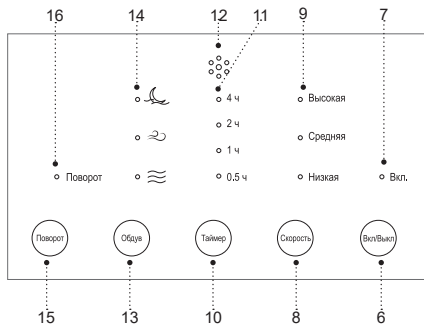 16 14 12 11 9 7
4 ч Высокая
2 ч
Средняя
1 ч
Поворот 0.5 ч Низкая Вкл.
Поворот Обдув Таймер Скорость Вкл/Выкл
15 13 10 8 6